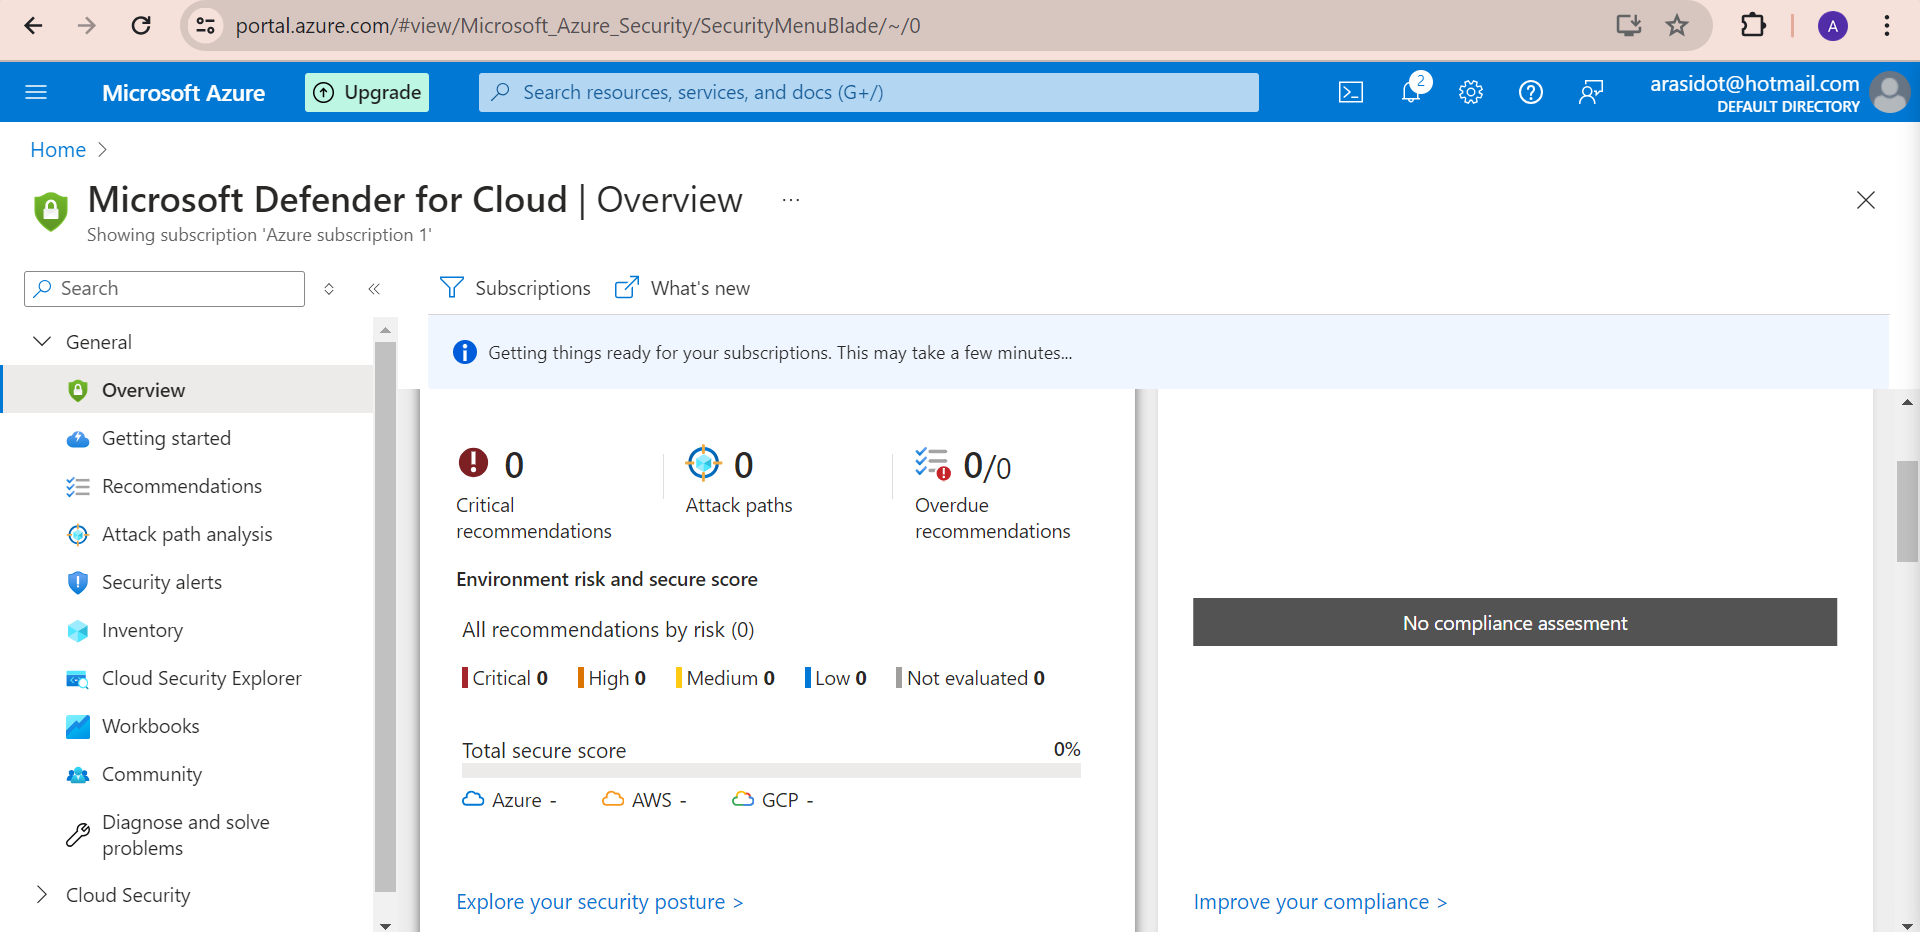 portal.azure.com/#view/Microsoft_Azure_Security/SecurityMenuBlade/~/0
A
Microsoft Azure
Upgrade
Search resources, services, and docs (G+/)
2
arasidot@hotmail.com
DEFAULT DIRECTORY
Home
Microsoft Defender for Cloud | Overview
...
Showing subscription 'Azure subscription 1'
Search
General
Overview
Getting started
Recommendations
Attack path analysis
Security alerts
Inventory
Cloud Security Explorer
Workbooks
Community
Diagnose and solve
problems
Cloud Security
Subscriptions
What's new
Getting things ready for your subscriptions. This may take a few minutes...
0
Critical
recommendations
0
Attack paths
0/0
Overdue
recommendations
Environment risk and secure score
All recommendations by risk (0)
Critical 0
High 0
Medium 0
Low 0
Not evaluated 0
Total secure score
0%
Azure -
AWS -
GCP -
Explore your security posture >
No compliance assesment
Improve your compliance >